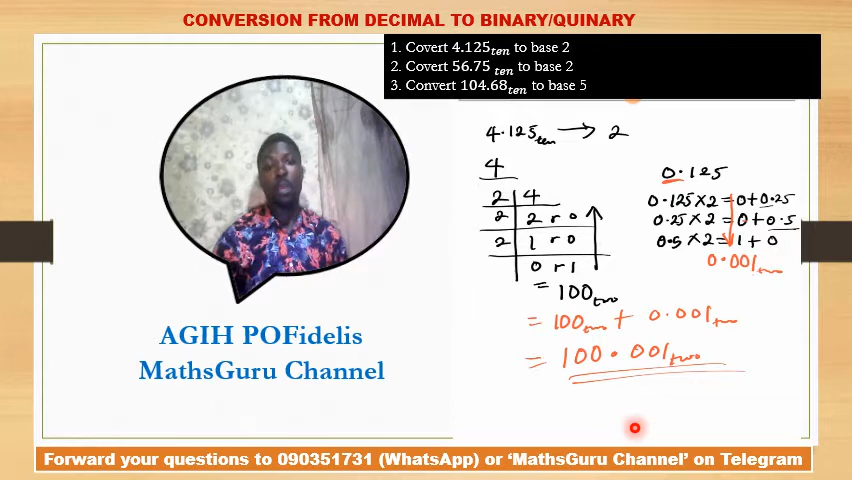 CONVERSION FROM DECIMAL TO BINARY/QUINARY
1. Covert 4.125ten to base 2
2. Covert 56.75 ten to base 2
3. Convert 104.68ten to base 5
4.125ten → 2
4
2 | 4
2 | 2 r 0
2 | 1 r 0
0 r 1
= 100two
0.125
0.125 x 2 = 0 + 0.25
0.25 x 2 = 0 + 0.5
0.5 x 2 = 1 + 0
0.001two
= 100two + 0.001two
= 100.001two
AGIH POFidelis
MathsGuru Channel
Forward your questions to 090351731 (WhatsApp) or ‘MathsGuru Channel’ on Telegram